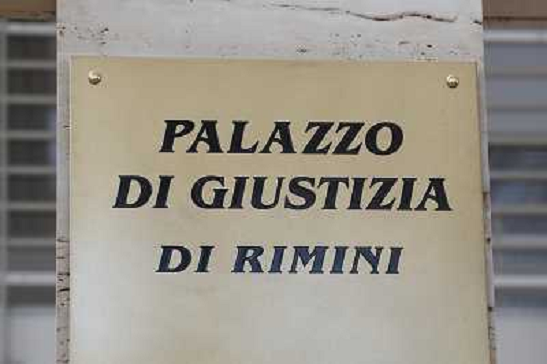 PALAZZO
DI GIUSTIZIA
DI RIMINI